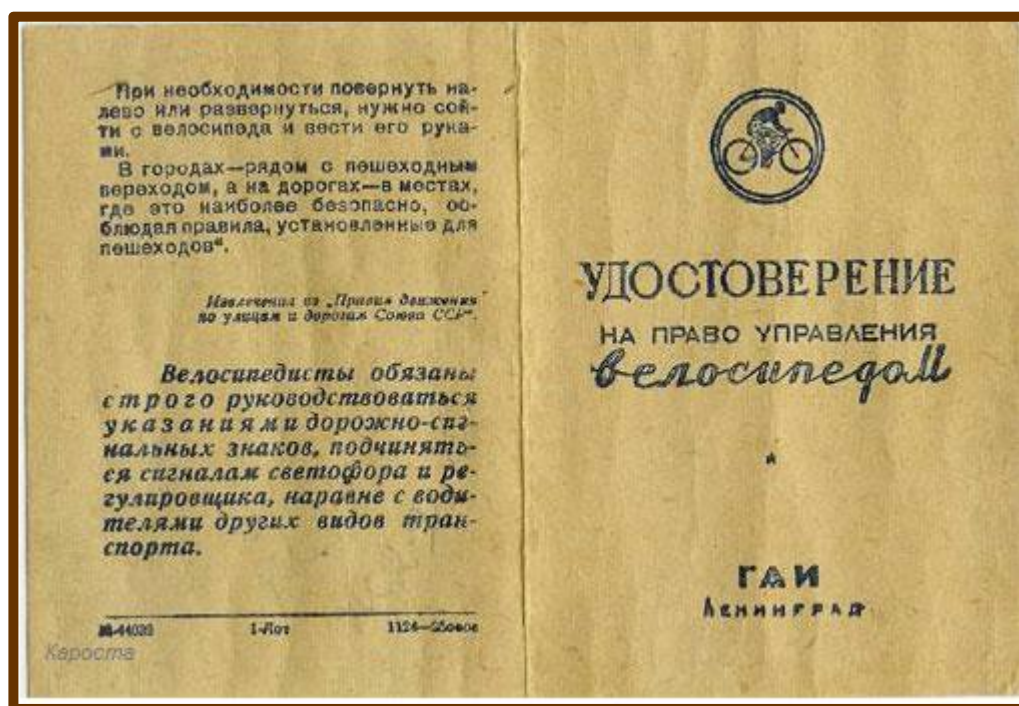 При необходимости повернуть на-
лево или развернуться, нужно сой-
ти с велосипеда и вести его рука-
ми.
В городах—рядом с пешеходным
переходом, а на дорогах—в местах,
где это наиболее безопасно, со-
блюдая правила, установленные для
пешеходов".
Извлечения из „Правил движения
по улицам и дорогам Союза ССР".
Велосипедисты обязаны
строго руководствоваться
указаниями дорожно-сиг-
нальных знаков, подчинять-
ся сигналам светофора и ре-
гулировщика, наравне с води-
телями других видов тран-
спорта.
М-44039 1-Лот
Кароста
УДОСТОВЕРЕНИЕ
НА ПРАВО УПРАВЛЕНИЯ
велосипедом
ГАИ
ЛЕНИНГРАД